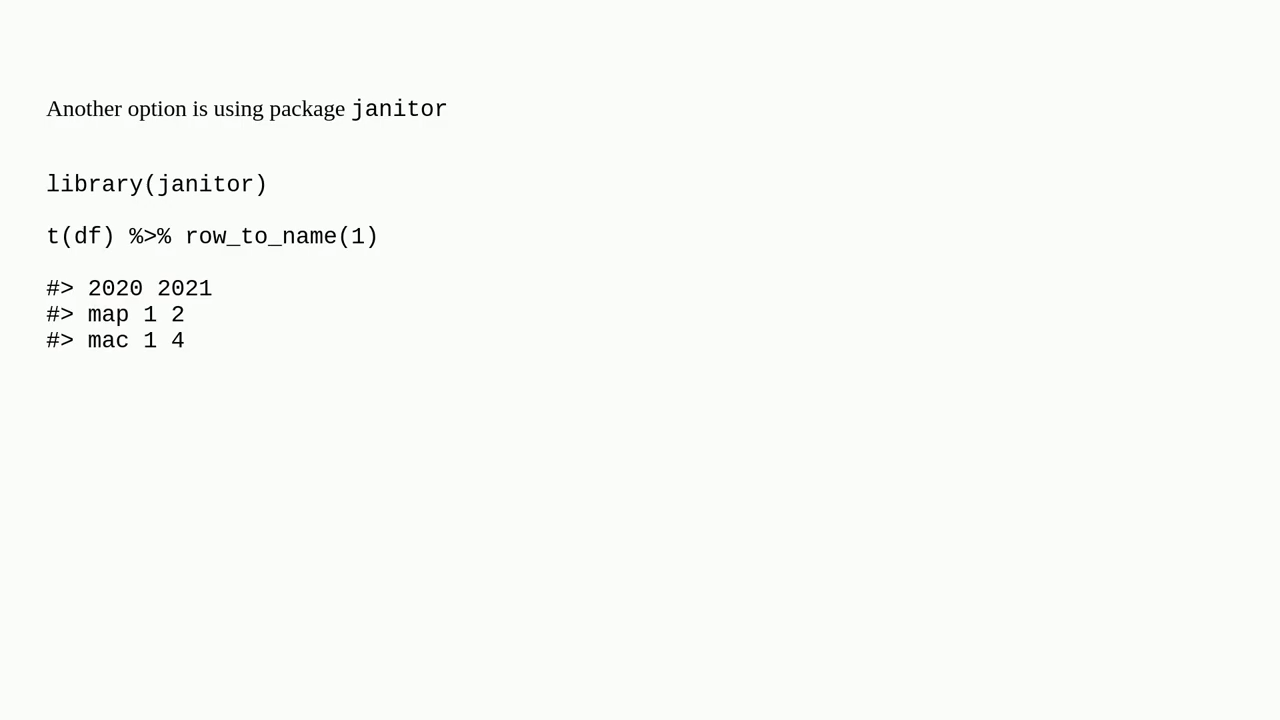 Another option is using package janitor
library(janitor)
t(df) %>% row_to_name(1)
#> 2020 2021
#> map 1 2
#> mac 1 4